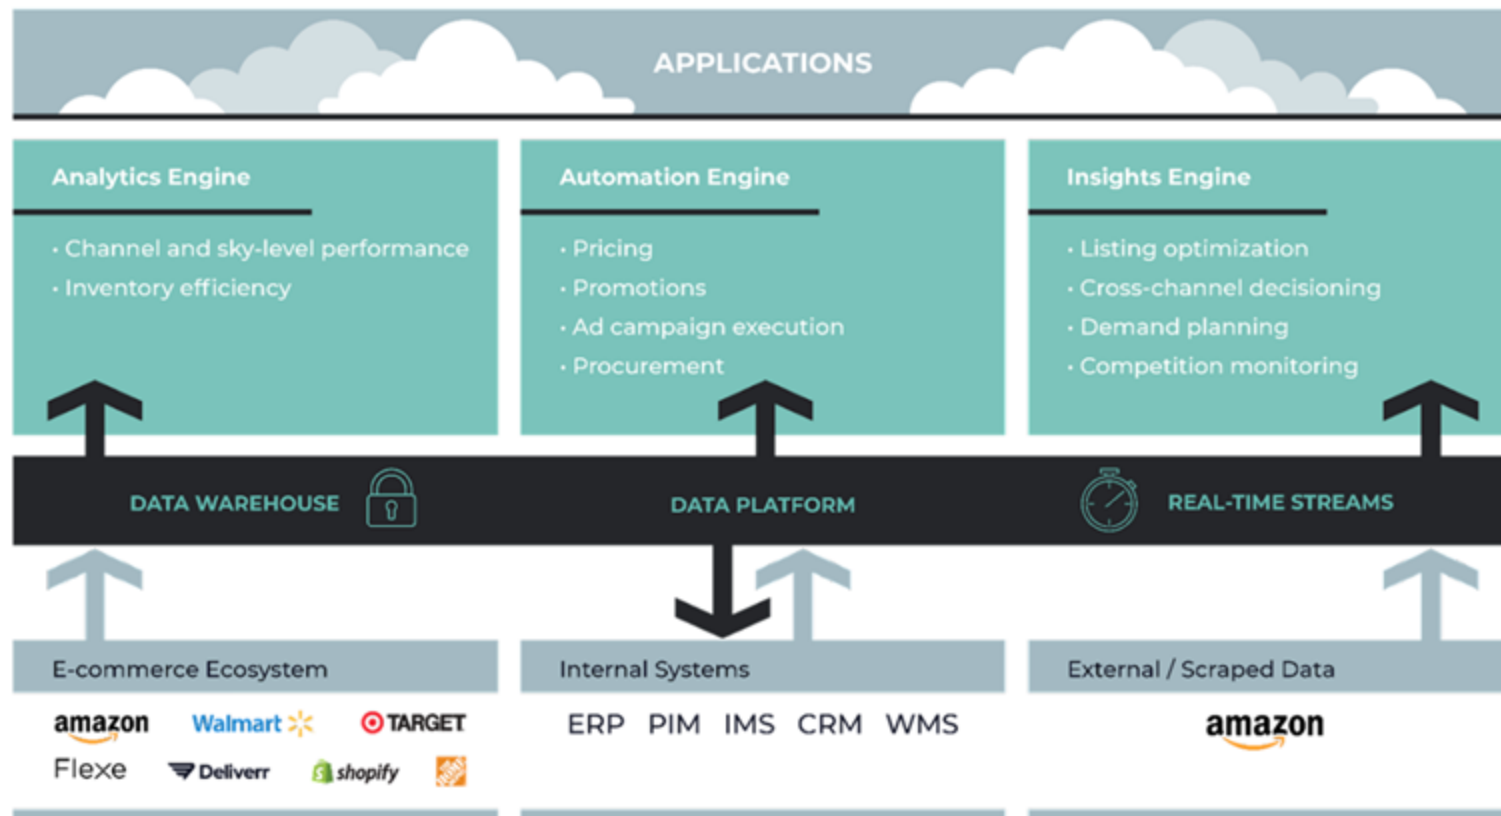 APPLICATIONS
Analytics Engine
· Channel and sky-level performance
· Inventory efficiency
Automation Engine
· Pricing
· Promotions
· Ad campaign execution
· Procurement
Insights Engine
· Listing optimization
· Cross-channel decisioning
· Demand planning
· Competition monitoring
DATA WAREHOUSE
DATA PLATFORM
REAL-TIME STREAMS
E-commerce Ecosystem
amazon Walmart TARGET
Flexe Deliverr shopify
Internal Systems
ERP PIM IMS CRM WMS
External / Scraped Data
amazon